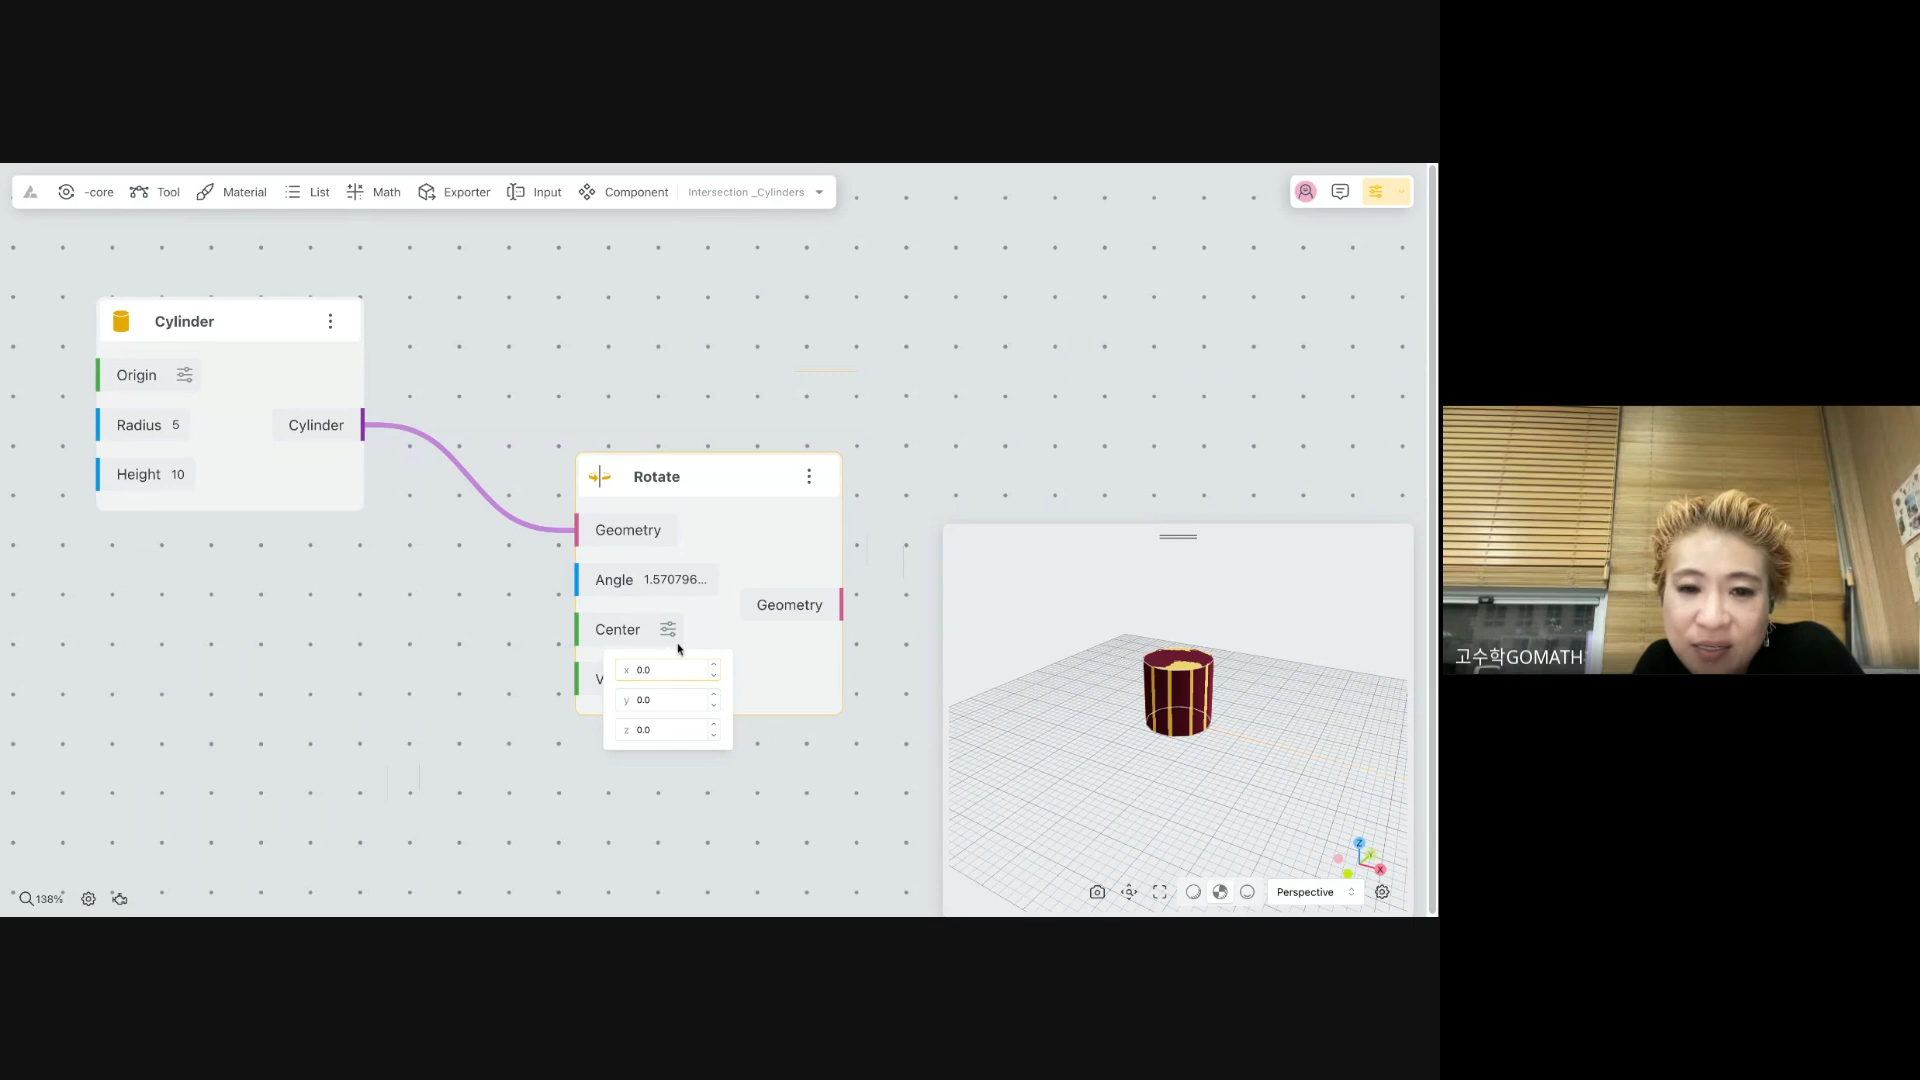 -core Tool Material List Math Exporter Input Component Intersection _Cylinders
Cylinder
Origin
Radius 5
Cylinder
Height 10
Rotate
Geometry
Angle 1.570796...
Geometry
Center
V
x 0.0
y 0.0
z 0.0
고수학GOMATH
Z
Y
X
138%
Perspective